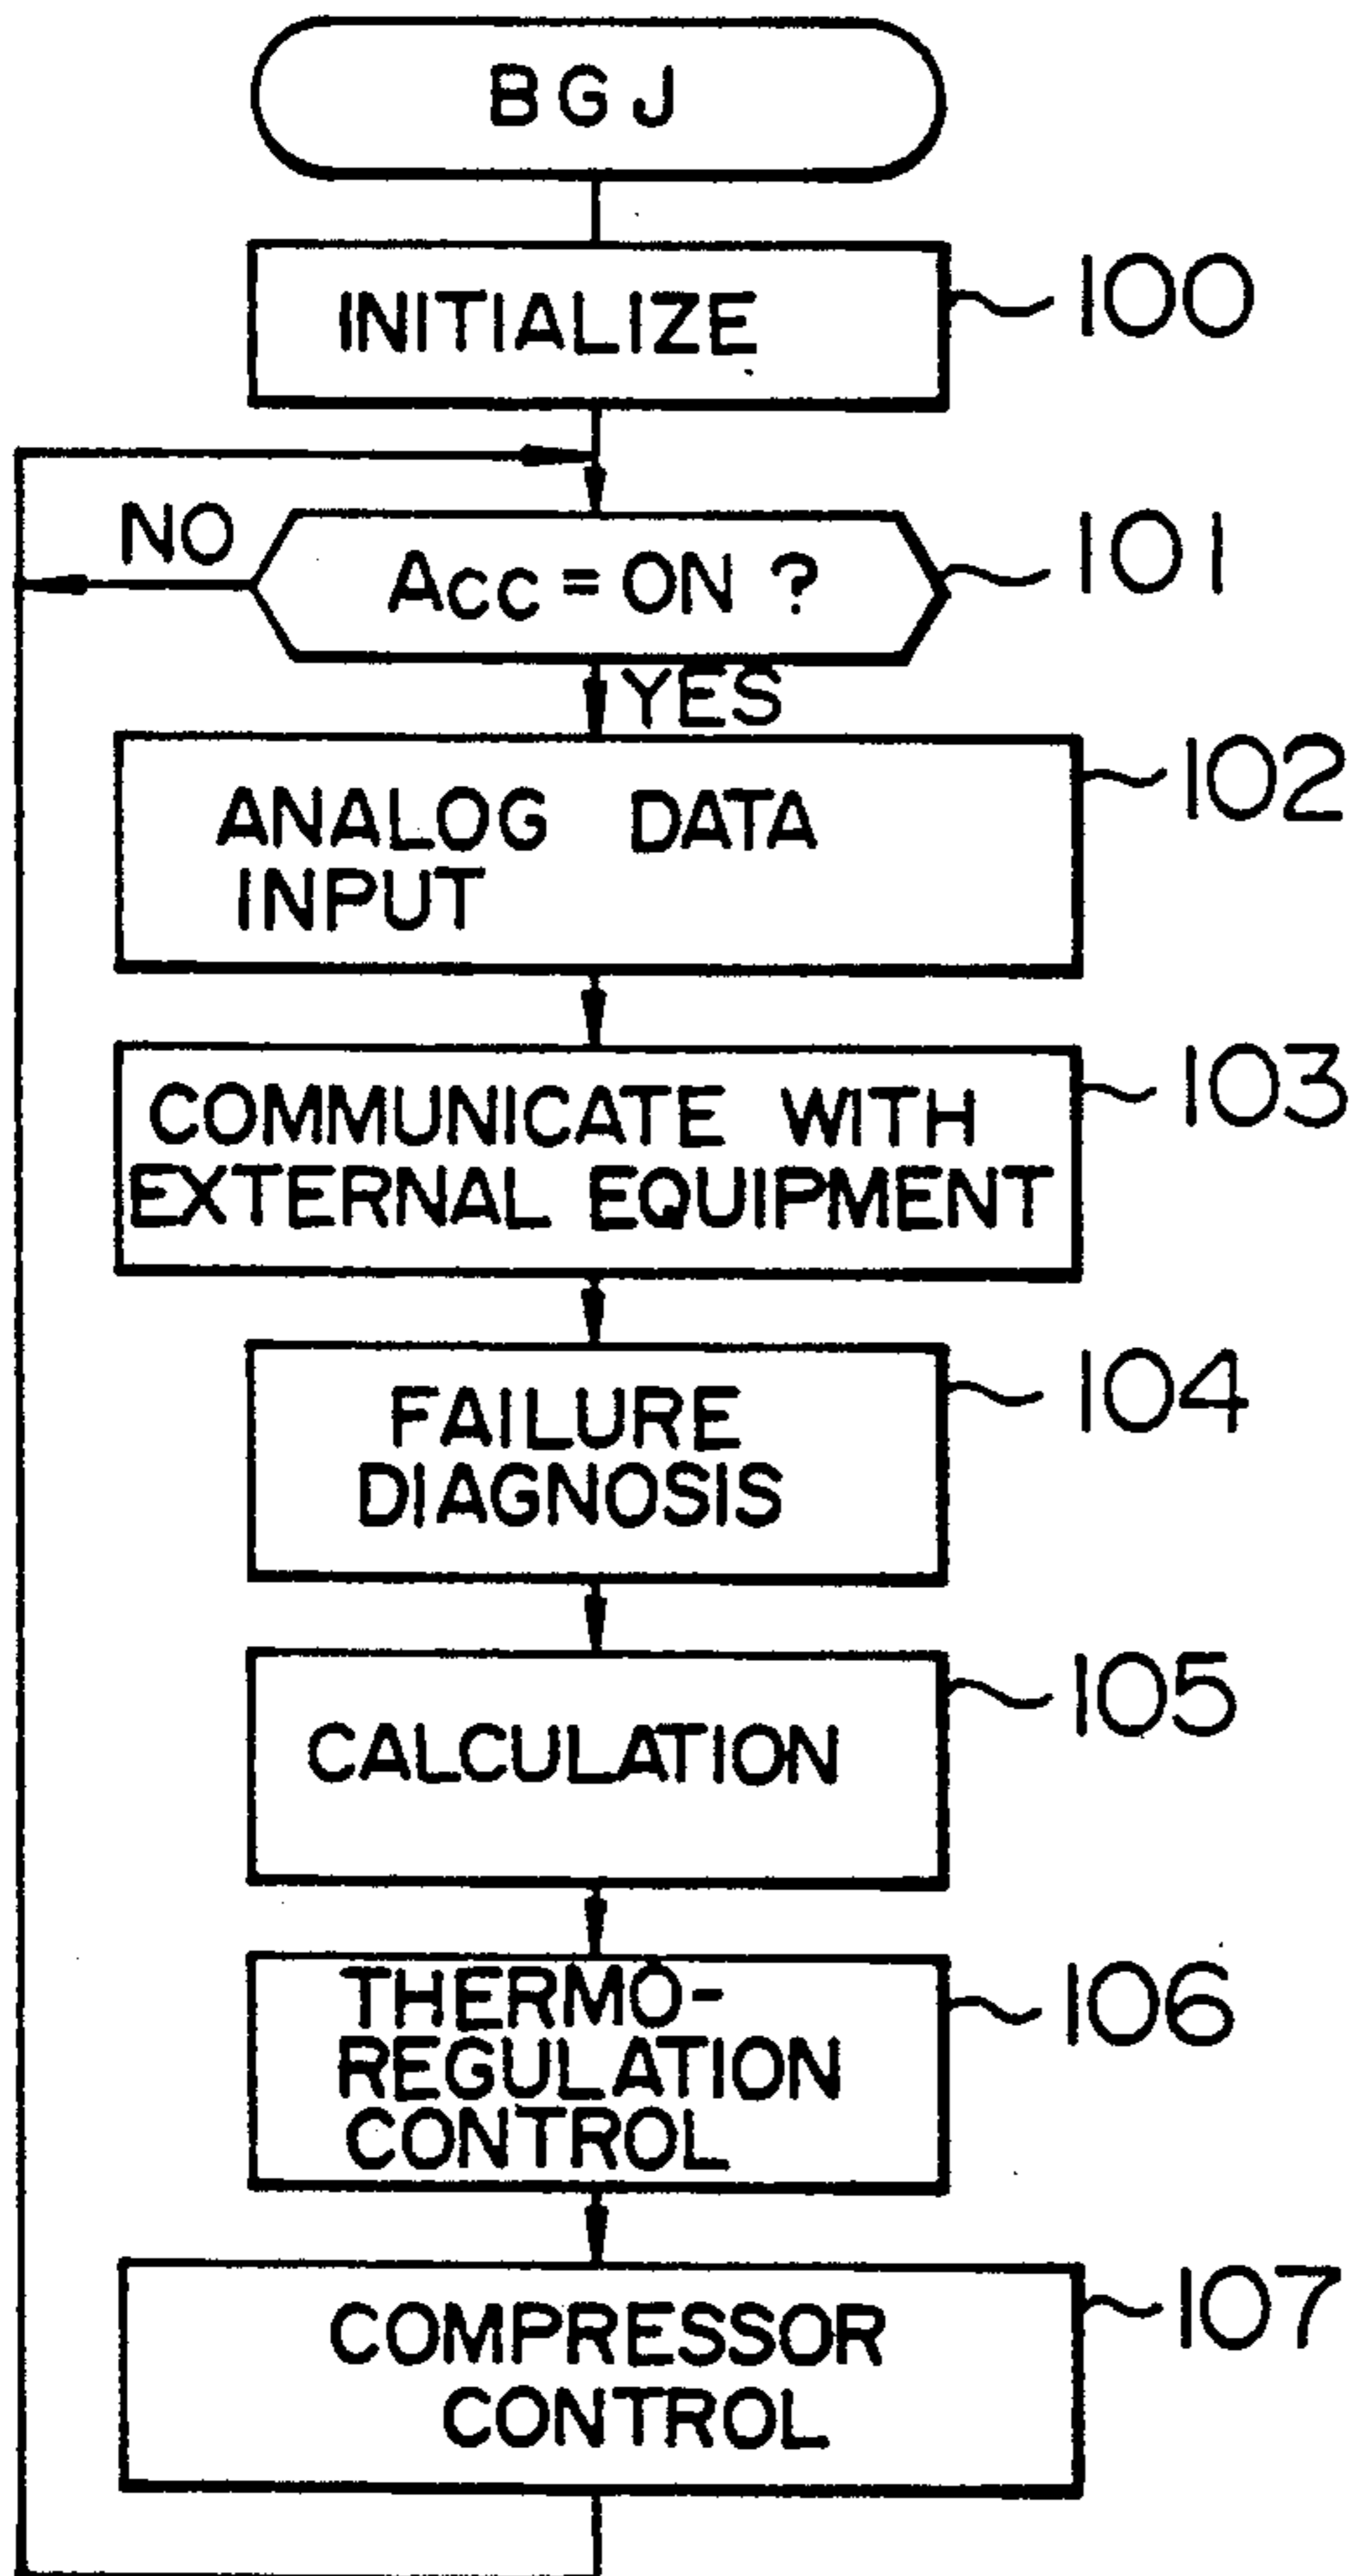 BGJ
INITIALIZE
100
NO
Acc = ON ?
101
YES
ANALOG DATA
INPUT
102
COMMUNICATE WITH
EXTERNAL EQUIPMENT
103
FAILURE
DIAGNOSIS
104
CALCULATION
105
THERMO-
REGULATION
CONTROL
106
COMPRESSOR
CONTROL
107